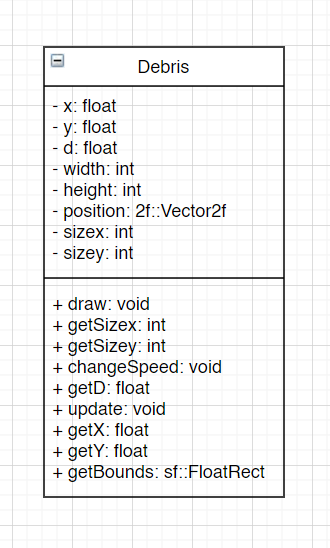 Debris
- x: float
- y: float
- d: float
- width: int
- height: int
- position: 2f::Vector2f
- sizex: int
- sizey: int
+ draw: void
+ getSizex: int
+ getSizey: int
+ changeSpeed: void
+ getD: float
+ update: void
+ getX: float
+ getY: float
+ getBounds: sf::FloatRect